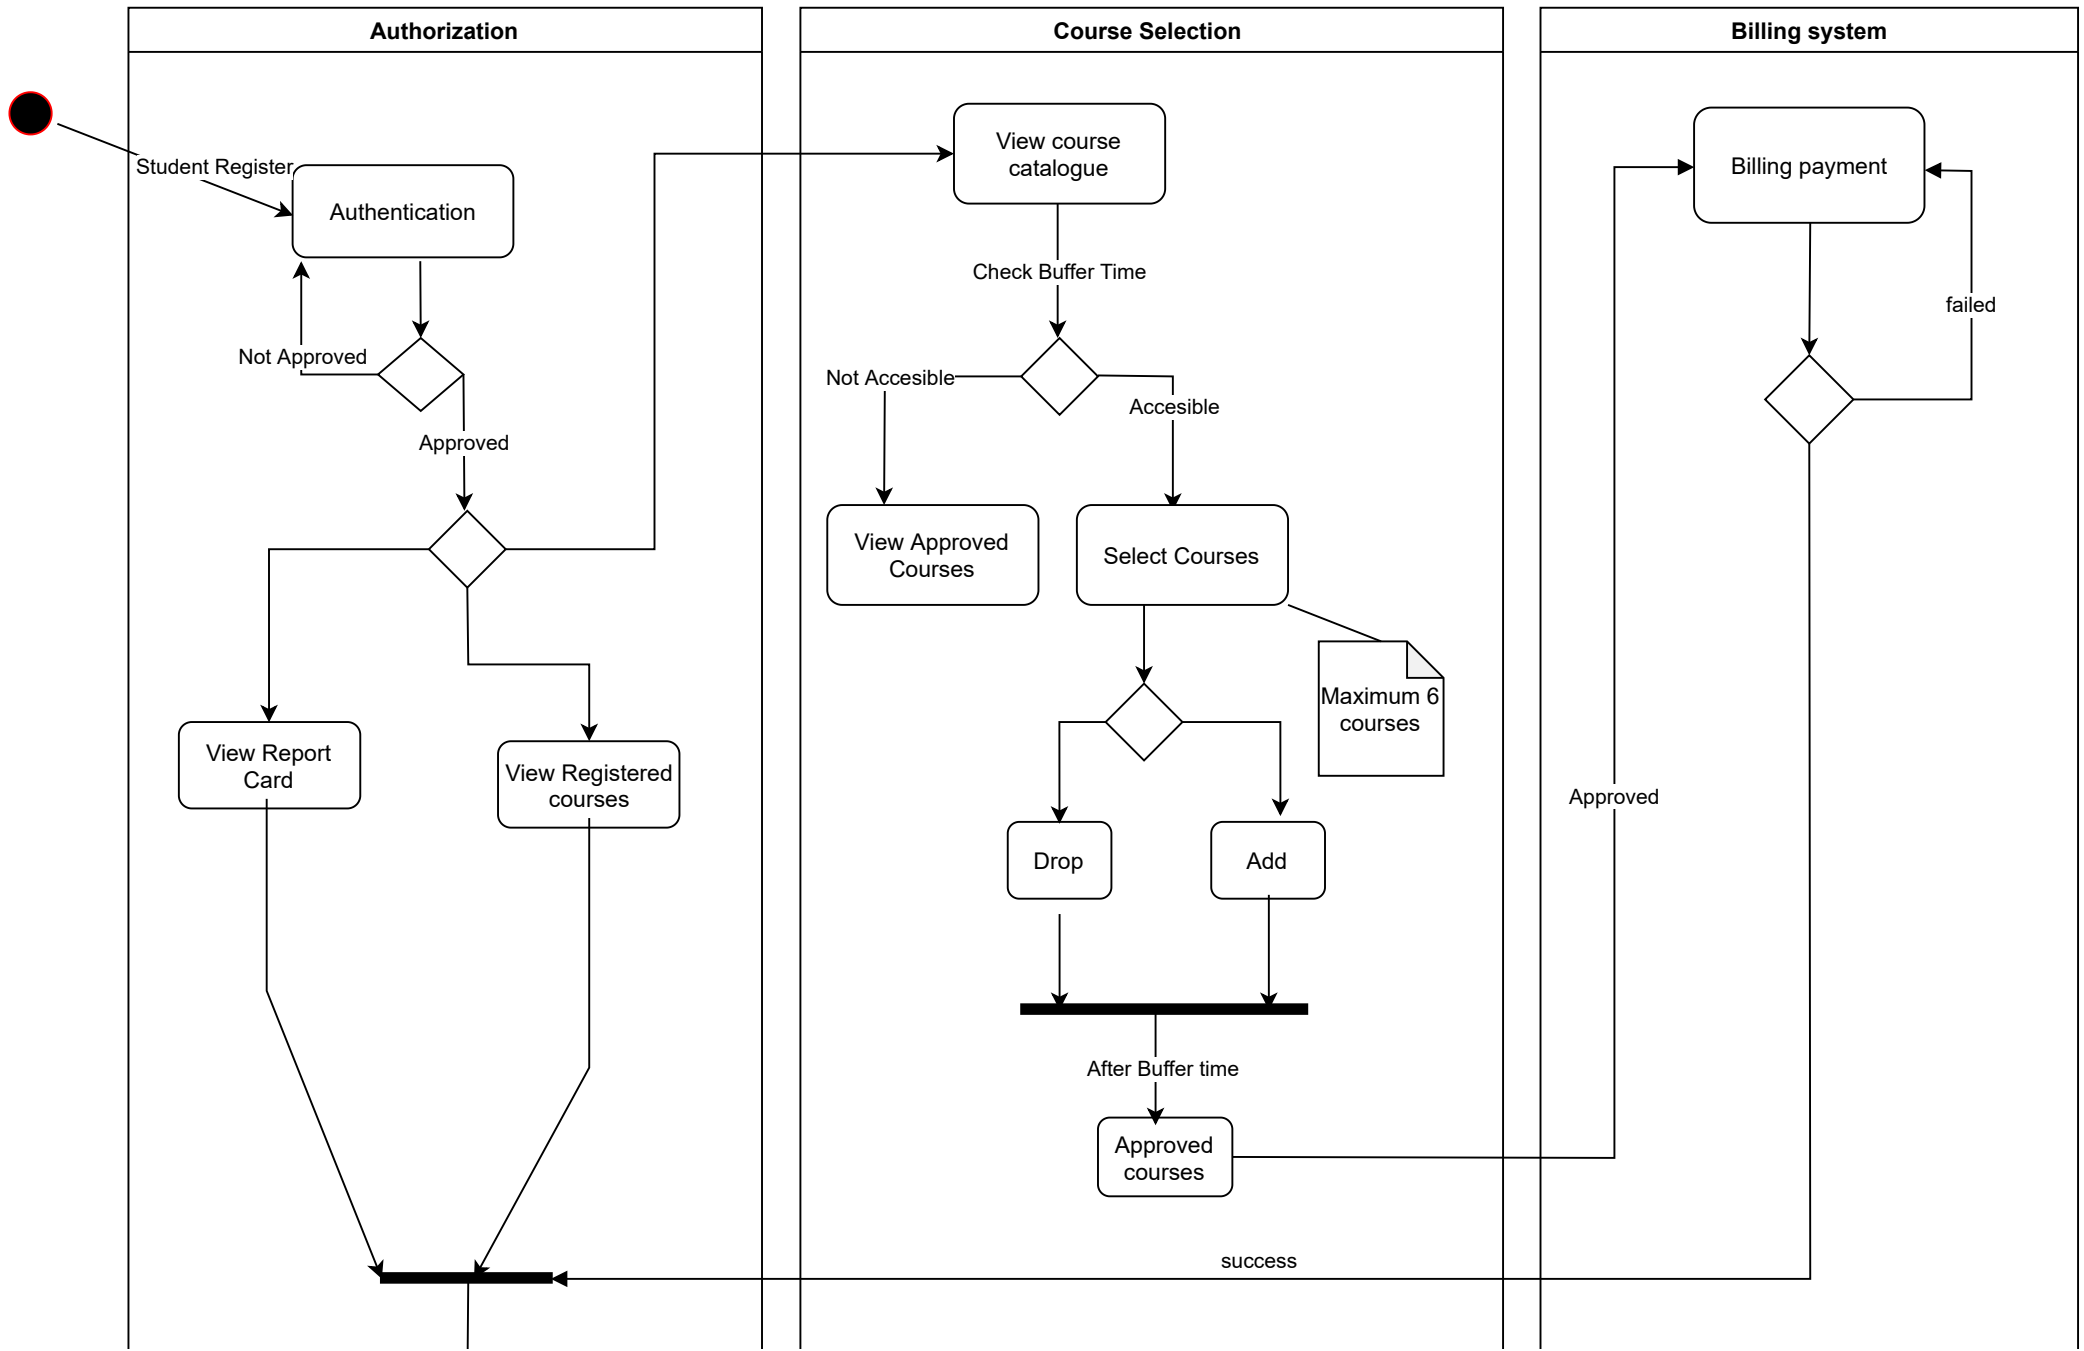 Authorization
Course Selection
Billing system
Student Register
Authentication
Not Approved
Approved
View Report
Card
View Registered
courses
View course
catalogue
Check Buffer Time
Not Accesible
Accesible
View Approved
Courses
Select Courses
Maximum 6
courses
Drop
Add
After Buffer time
Approved
courses
Billing payment
failed
Approved
success